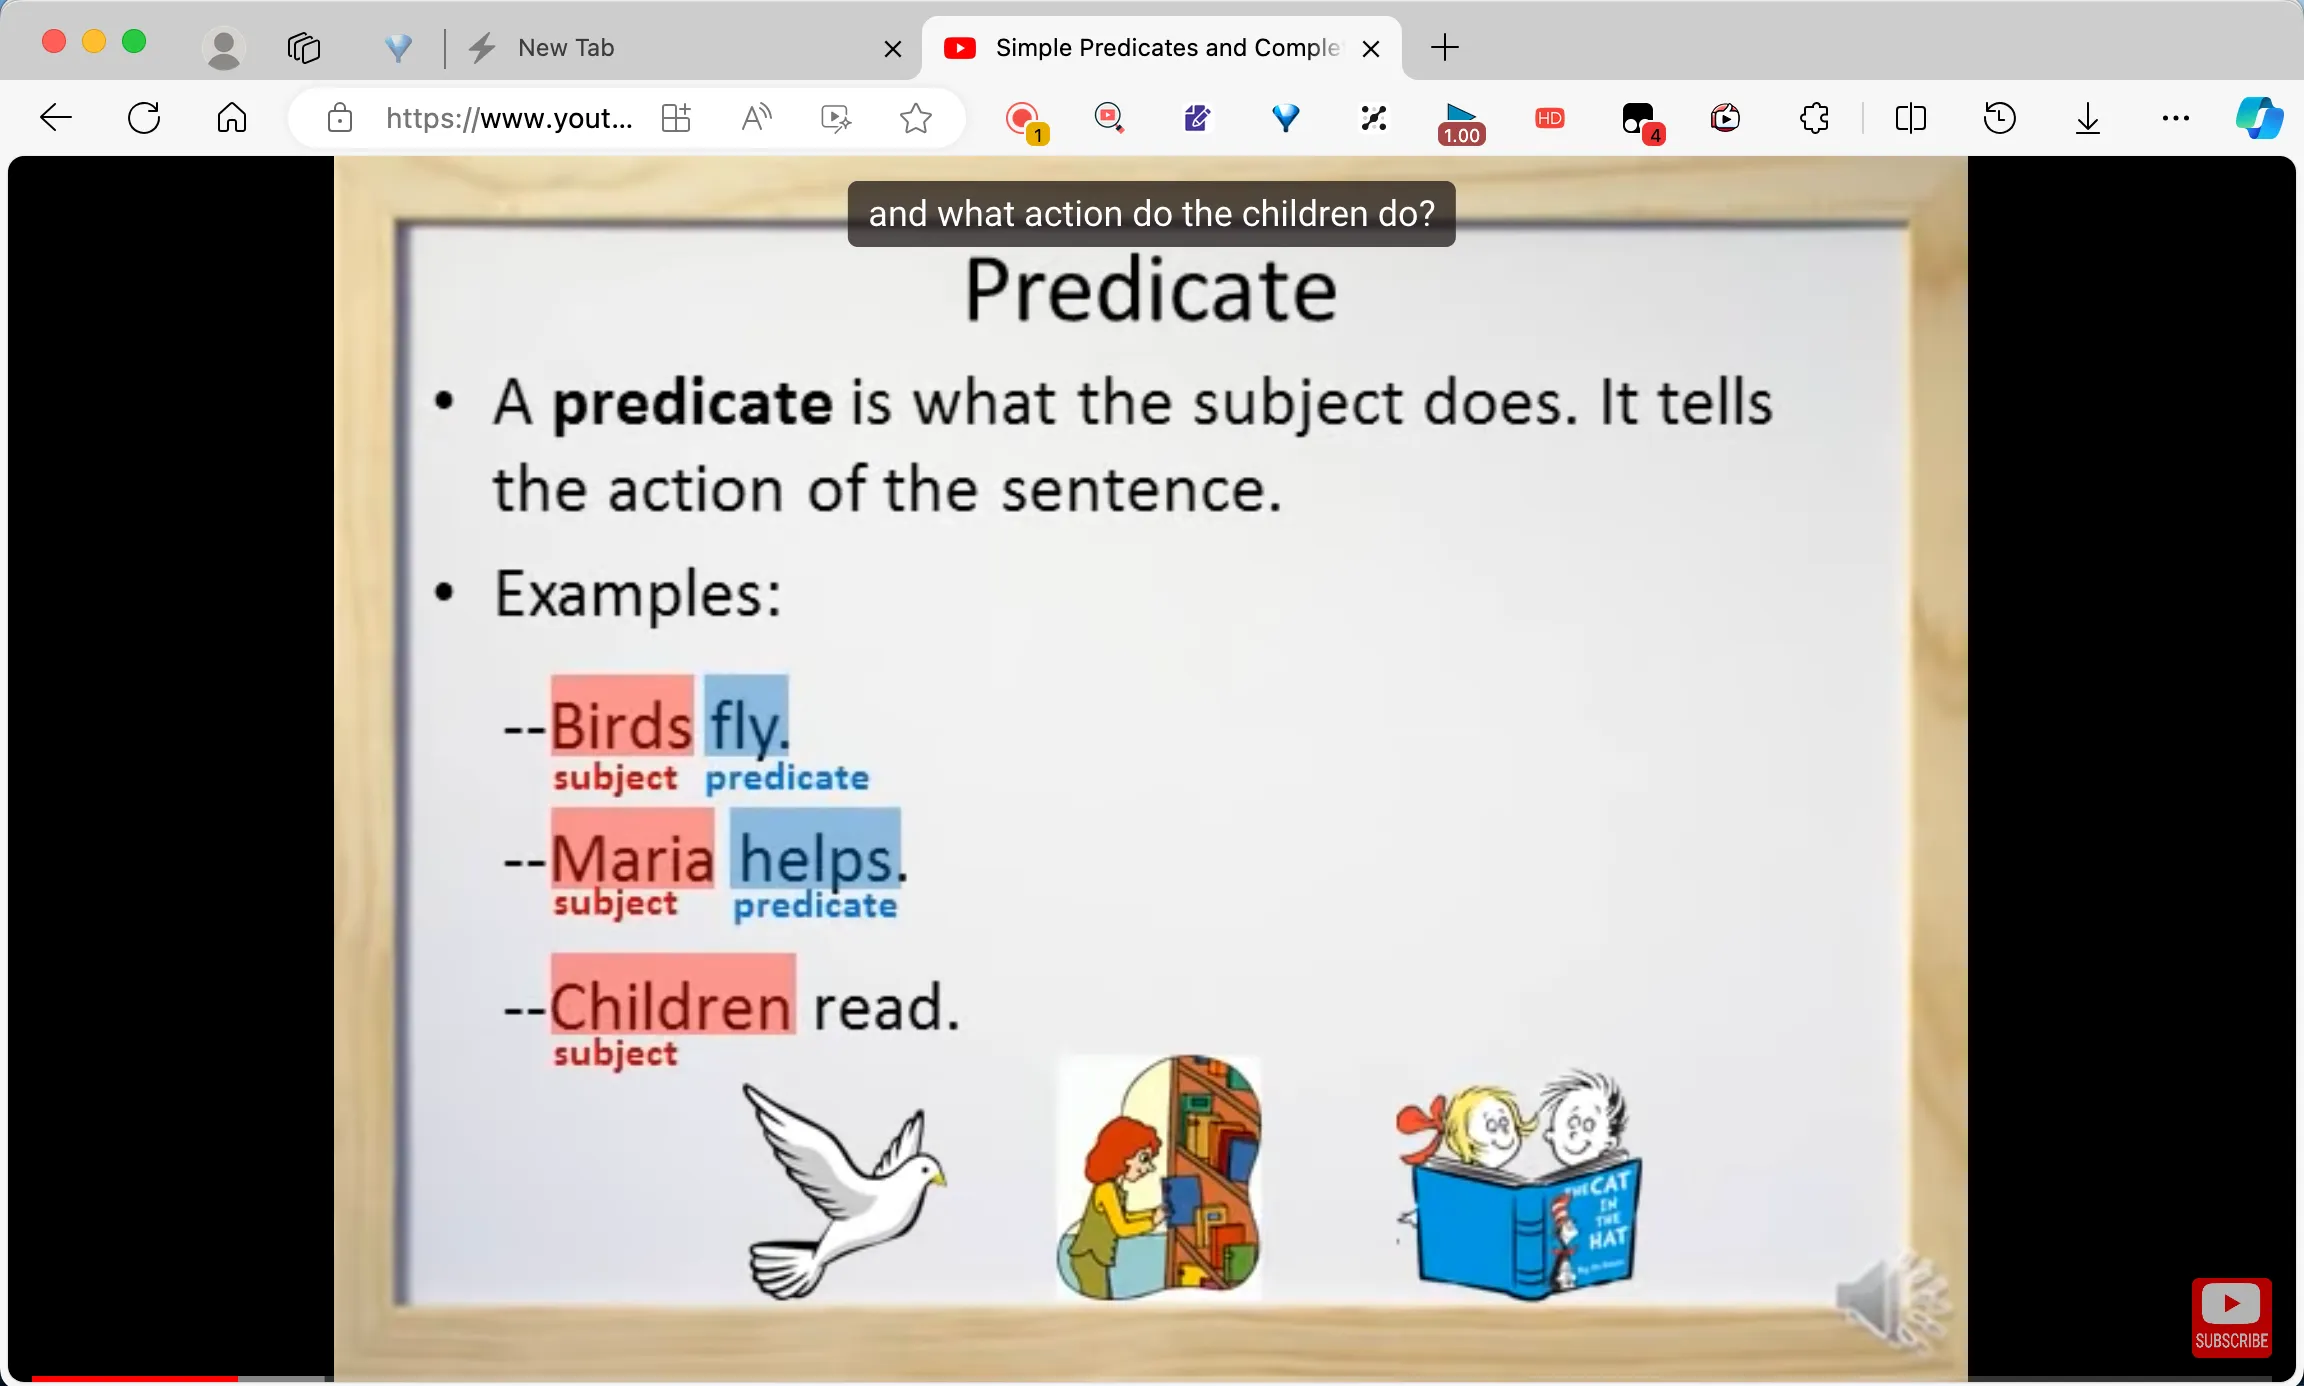 New Tab
Simple Predicates and Comple
https://www.yout...
1
1.00
HD
4
and what action do the children do?
Predicate
• A predicate is what the subject does. It tells
the action of the sentence.
• Examples:
--Birds fly.
subject predicate
--Maria helps.
subject predicate
--Children read.
subject
THE CAT
IN
THE
HAT
SUBSCRIBE